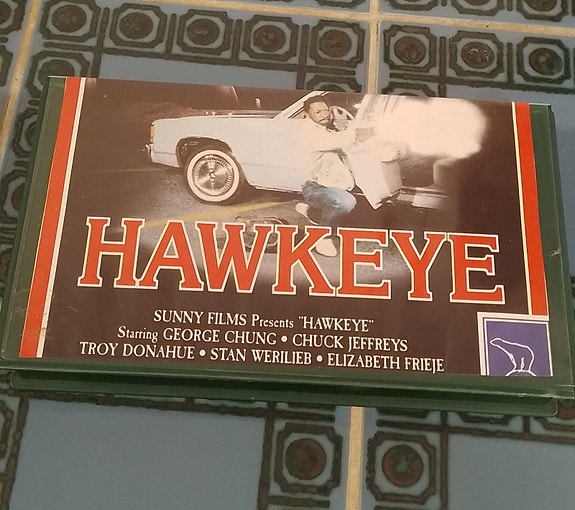 HAWKEYE
SUNNY FILMS Presents "HAWKEYE"
Starring GEORGE CHUNG • CHUCK JEFFREYS
TROY DONAHUE • STAN WERILIEB • ELIZABETH FRIEJE